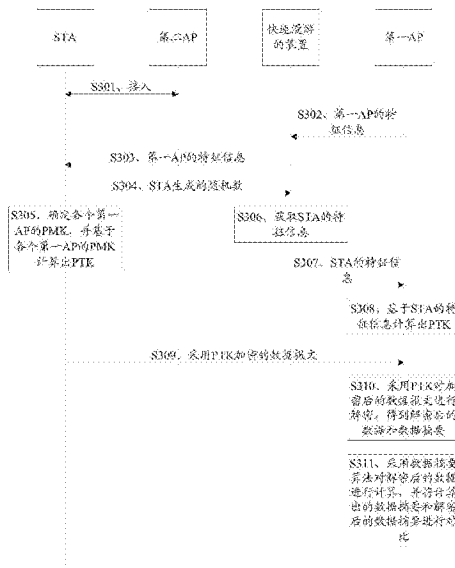 STA
第二AP
快速漫游
的装置
第一AP
S301、接入
S302、第一AP的特
征信息
S303、第一AP的特征信息
S304、STA生成的随机数
S305、确定各个第一
AP的PMK，并基于
各个第一AP的PMK
计算出PTK
S306、获取STA的特
征信息
S307、STA的特征信
息
S308、基于STA的特
征信息计算出PTK
S309、采用PTK加密的数据报文
S310、采用PTK对加
密后的数据报文进行
解密，得到解密后的
数据和数据摘要
S311、采用数据摘要
算法对解密后的数据
进行计算，并将计算
出的数据摘要和解密
后的数据摘要进行对
比